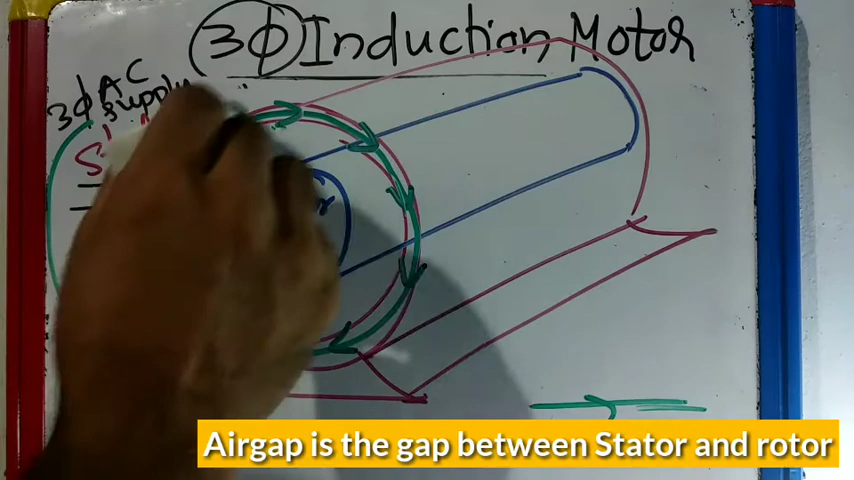 3ϕ Induction Motor
3ϕ AC
supply
Airgap is the gap between Stator and rotor